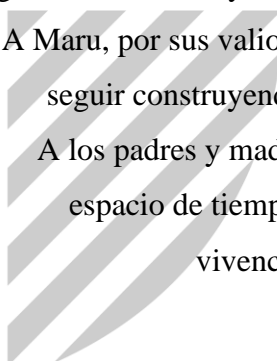 A Maru, por sus valio
seguir construyend
A los padres y mad
espacio de tiemp
vivenc